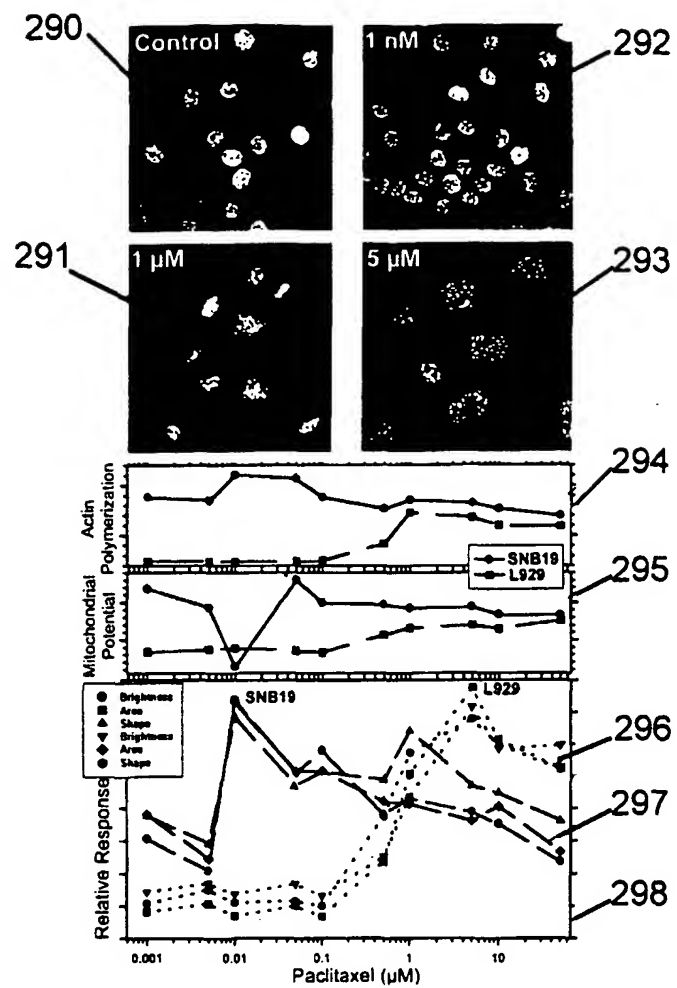 290
Control
1 nM
292
291
1 µM
5 µM
293
Actin
Polymerization
294
SNB19
L929
Mitochondrial
Potential
295
Brightness
Area
Shape
Brightness
Area
Shape
SNB19
L929
296
297
298
Relative Response
0.001
0.01
0.1
1
10
Paclitaxel (µM)